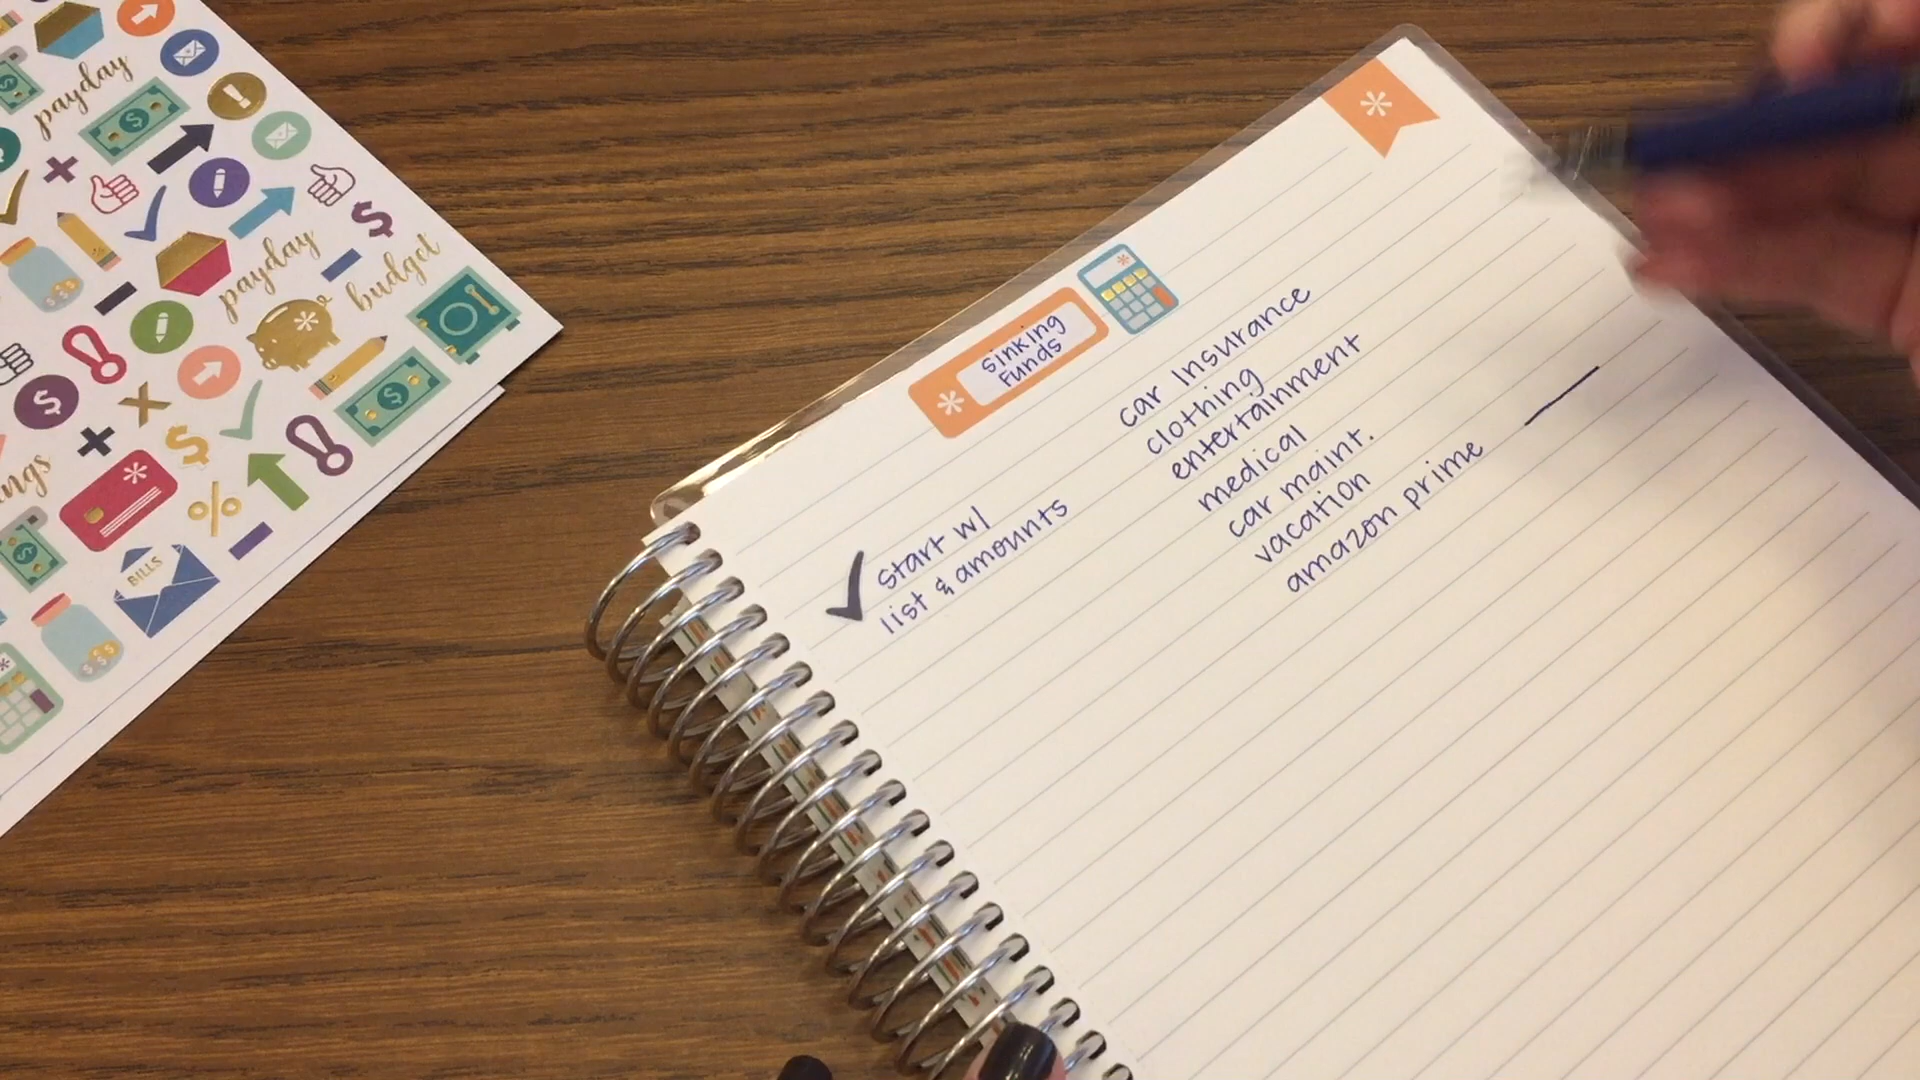 payday
payday
budget
BILLS
Sinking
Funds
car Insurance
clothing
entertainment
medical
car maint.
vacation
amazon prime
start w/
list & amounts